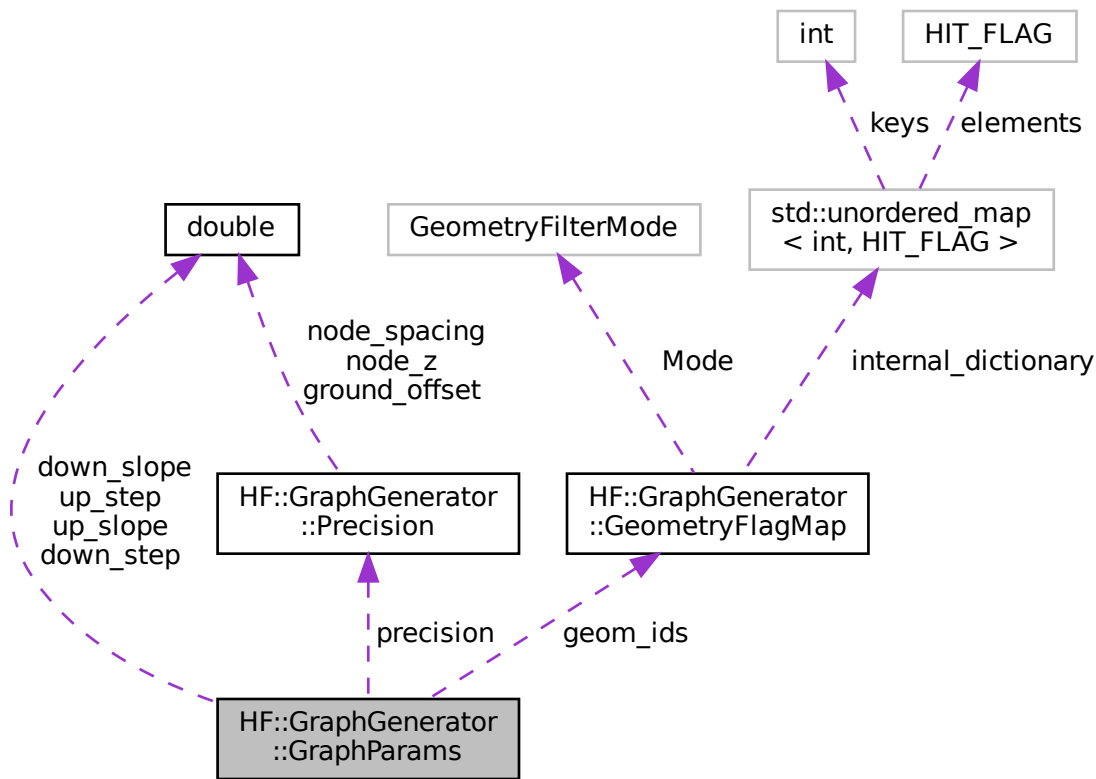 int
HIT_FLAG
keys
elements
double
GeometryFilterMode
std::unordered_map
< int, HIT_FLAG >
node_spacing
node_z
ground_offset
Mode
internal_dictionary
down_slope
up_step
up_slope
down_step
HF::GraphGenerator
::Precision
HF::GraphGenerator
::GeometryFlagMap
precision
geom_ids
HF::GraphGenerator
::GraphParams